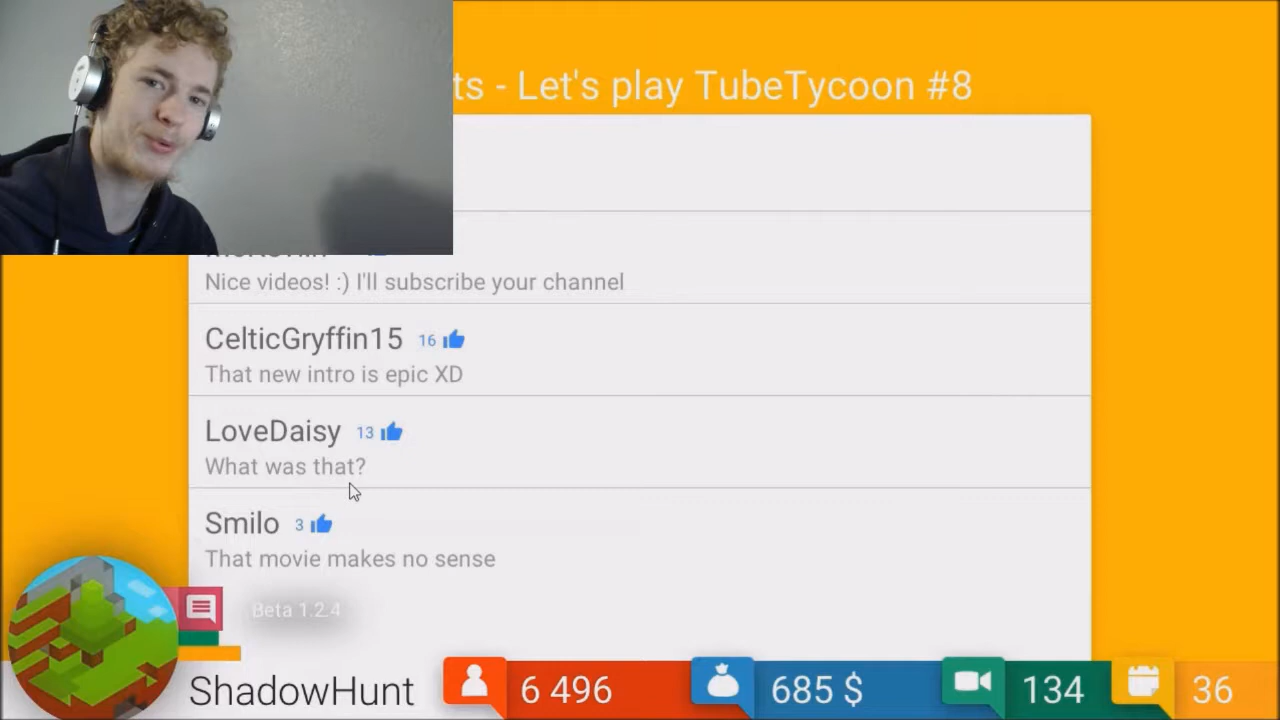 ts - Let's play TubeTycoon #8
Nice videos! :) I'll subscribe your channel
CelticGryffin15 16
That new intro is epic XD
LoveDaisy 13
What was that?
Smilo 3
That movie makes no sense
Beta 1.2.4
ShadowHunt 6 496 685 $ 134 36